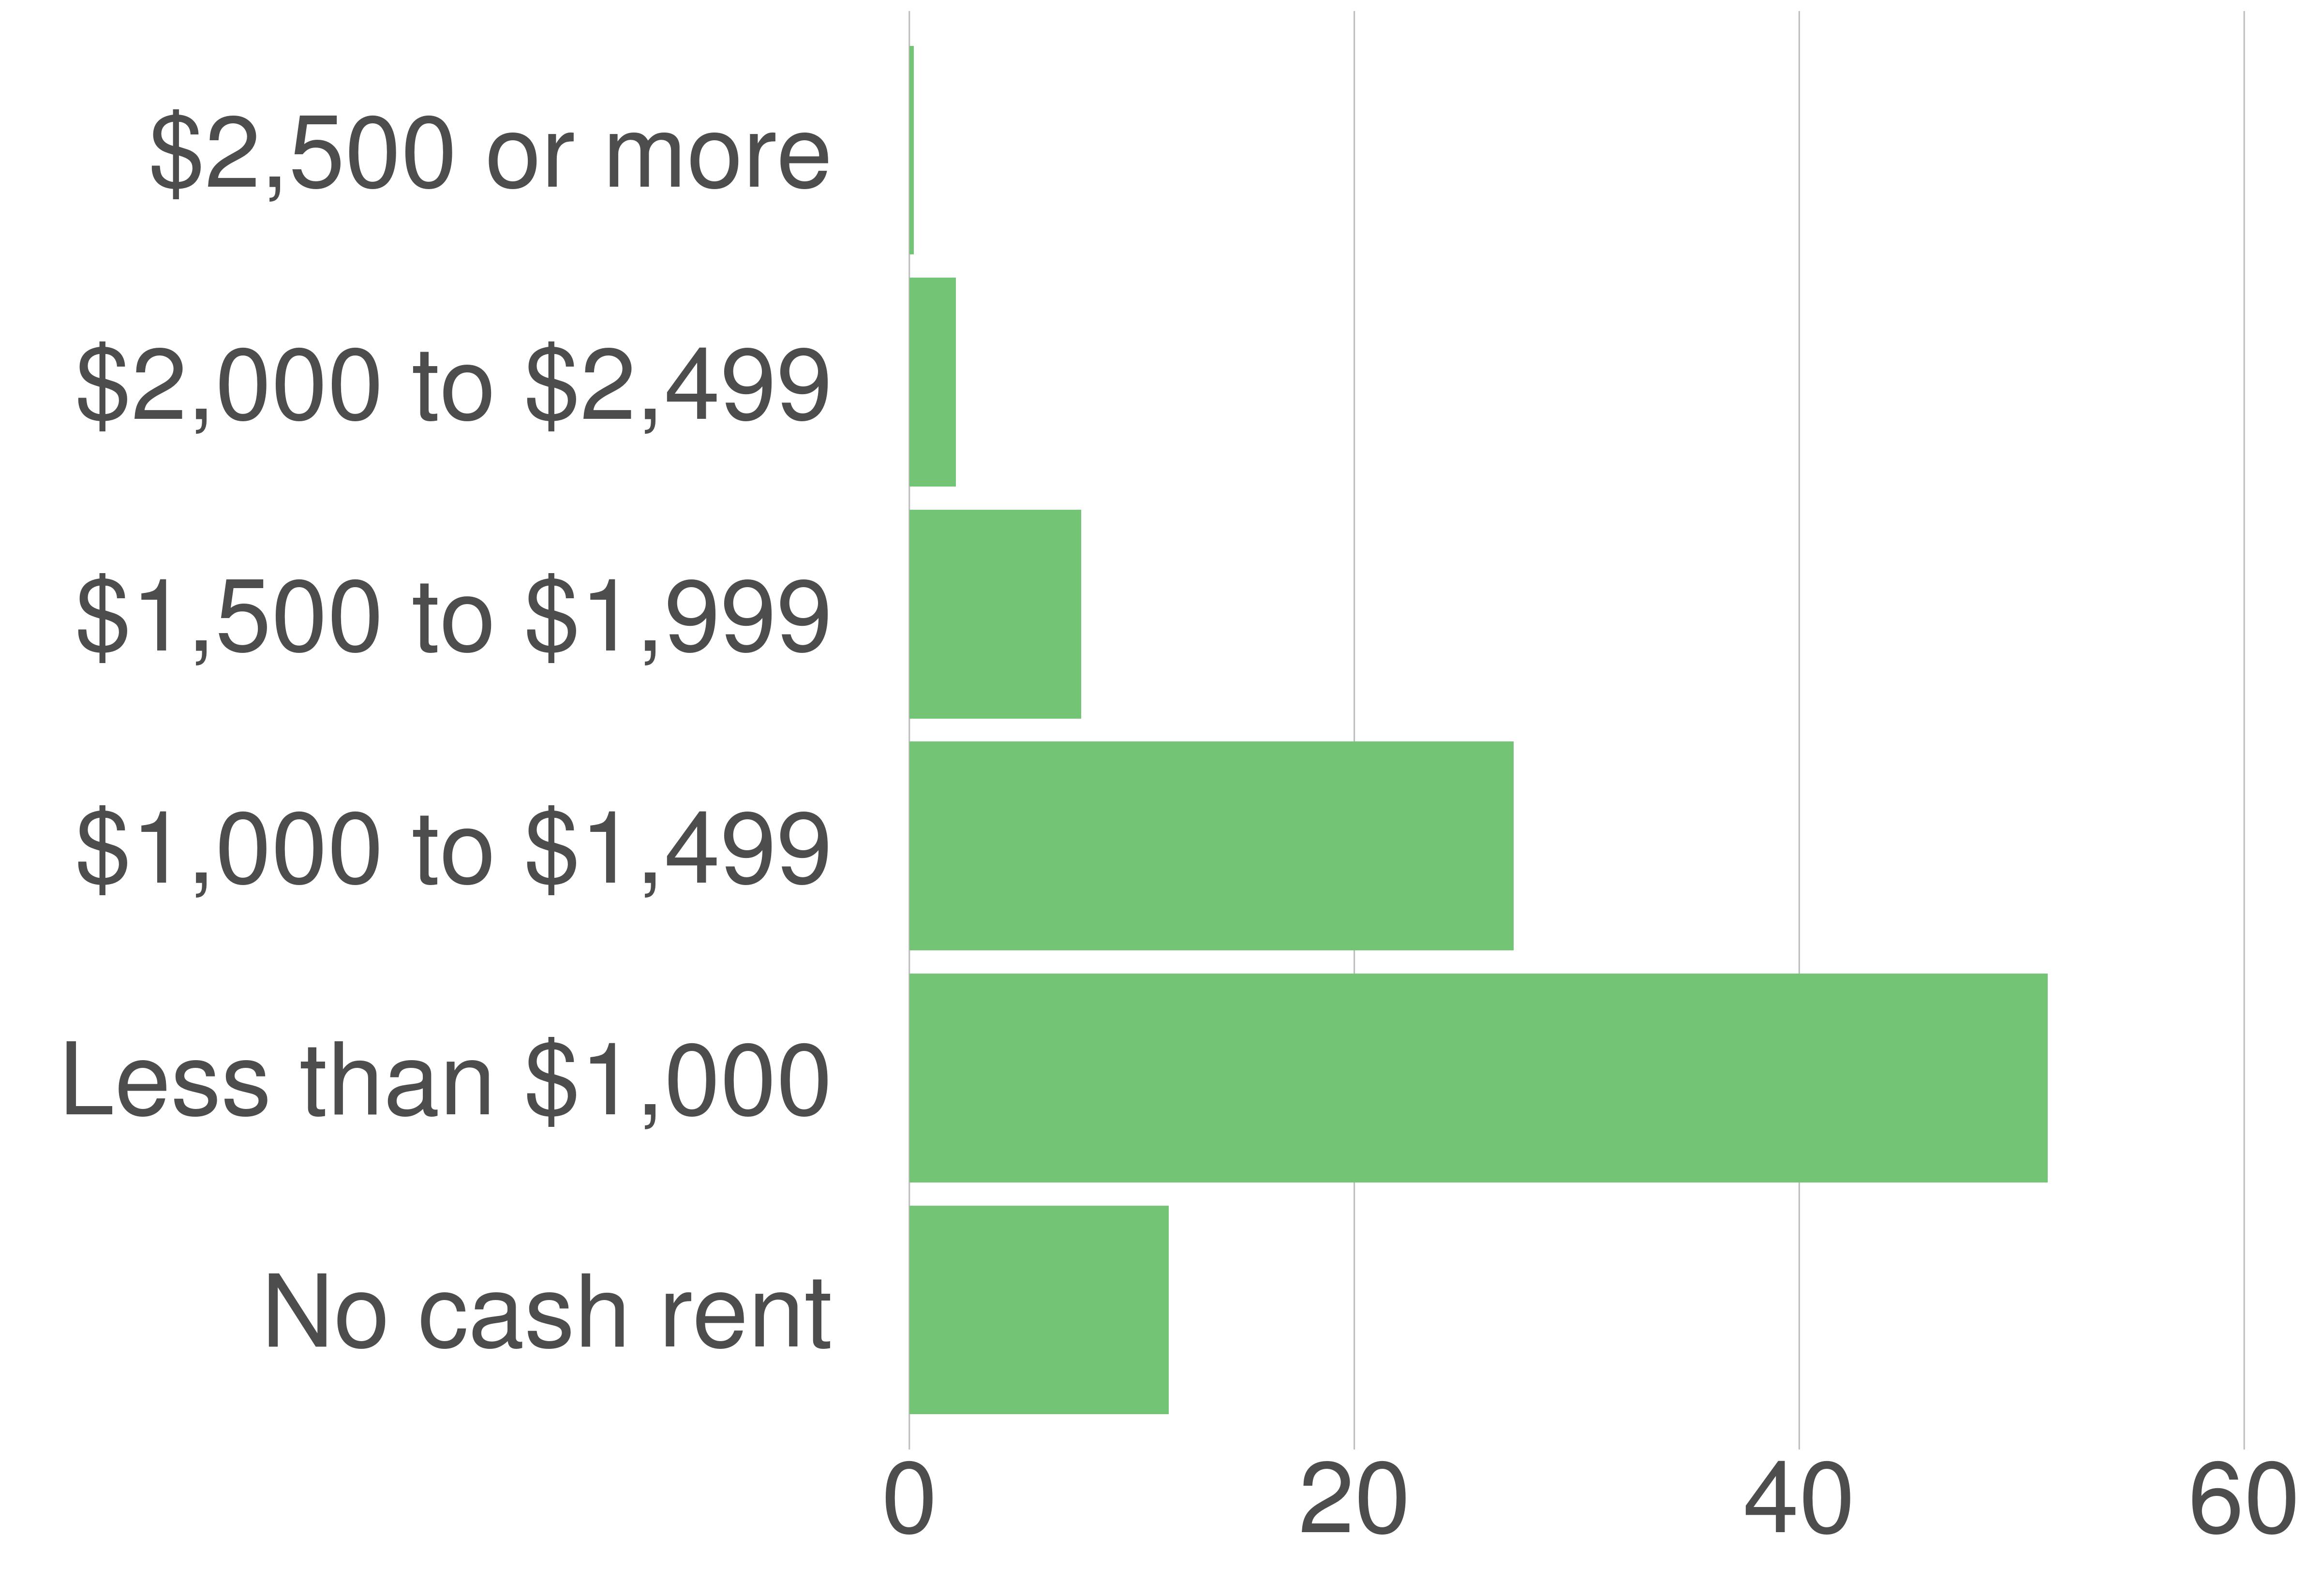 $2,500 or more
$2,000 to $2,499
$1,500 to $1,999
$1,000 to $1,499
Less than $1,000
No cash rent
0 20 40 60